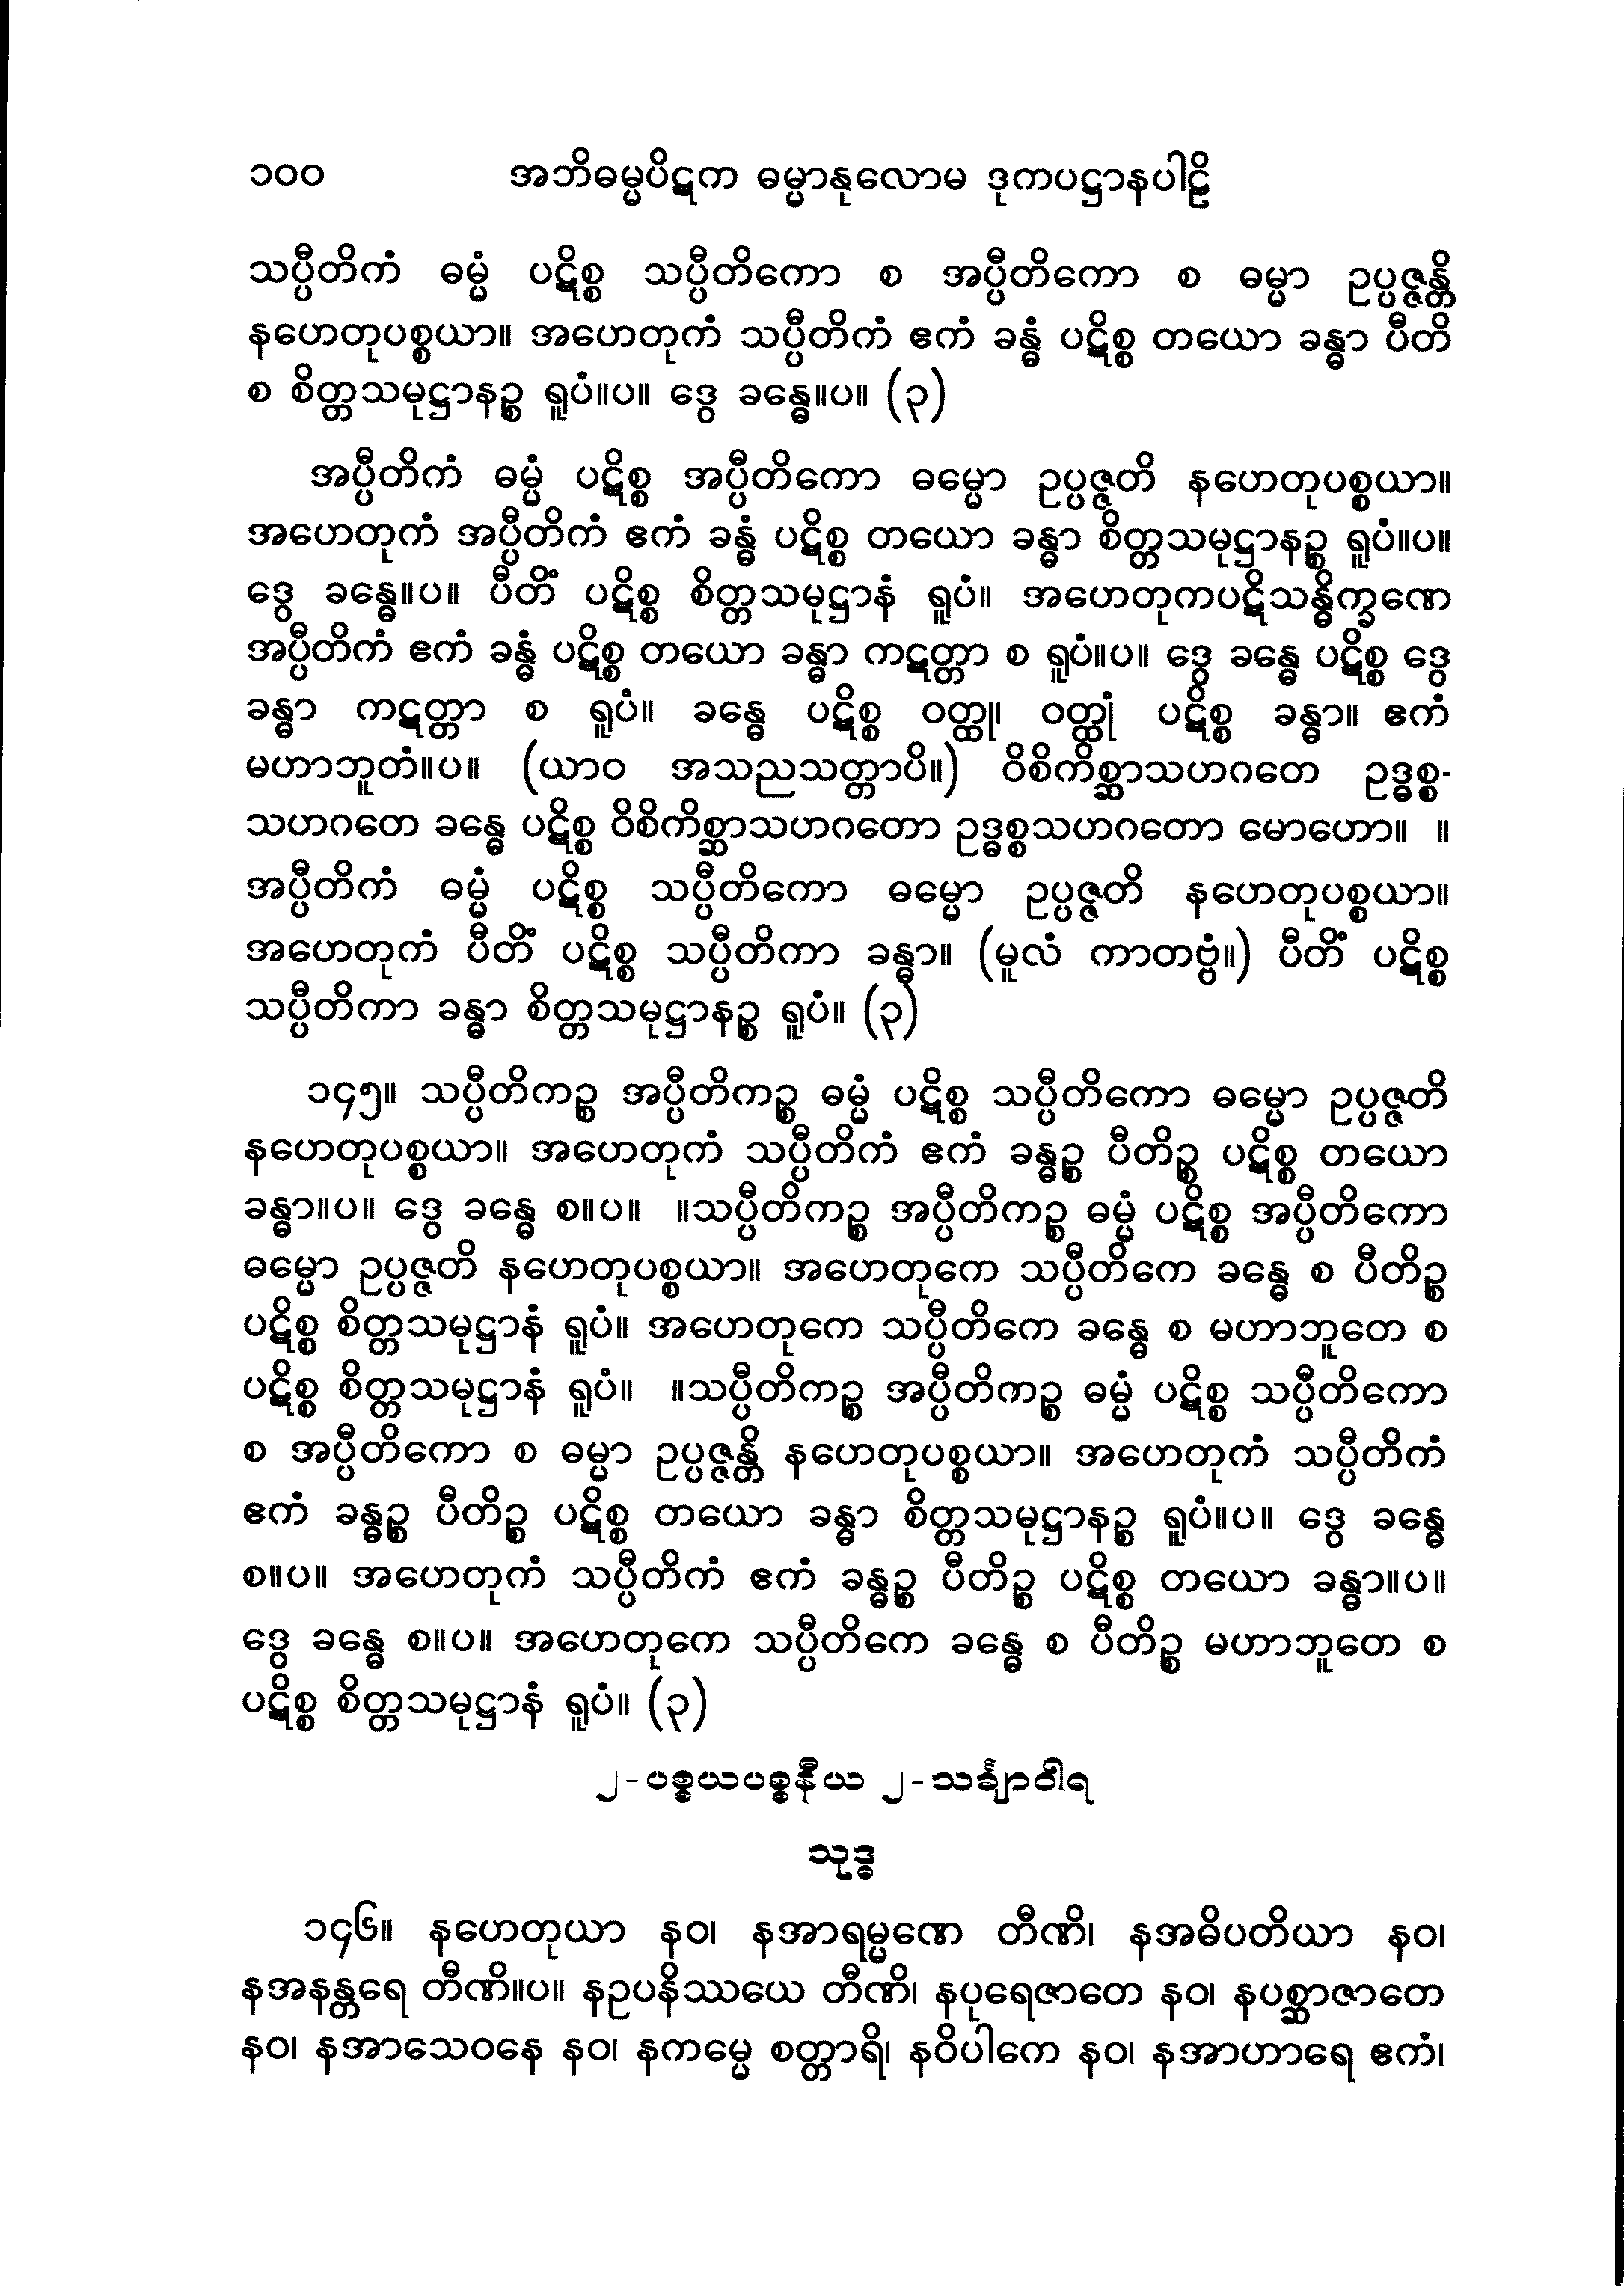 ၁၀၀ အဘိဓမ္မပိဋက ဓမ္မာနုလောမ ဒုကပဋ္ဌာနပါဠိ
သပ္ပီတိကံ ဓမ္မံ ပဋိစ္စ သပ္ပီတိကော စ အပ္ပီတိကော စ ဓမ္မာ ဥပ္ပဇ္ဇန္တိ
နဟေတုပစ္စယာ။ အဟေတုကံ သပ္ပီတိကံ ဧကံ ခန္ဓံ ပဋိစ္စ တယော ခန္ဓာ ပီတိ
စ စိတ္တသမုဋ္ဌာနဉ္စ ရူပံ။ပ။ ဒွေ ခန္ဓေ။ပ။ (၃)
အပ္ပီတိကံ ဓမ္မံ ပဋိစ္စ အပ္ပီတိကော ဓမ္မော ဥပ္ပဇ္ဇတိ နဟေတုပစ္စယာ။
အဟေတုကံ အပ္ပီတိကံ ဧကံ ခန္ဓံ ပဋိစ္စ တယော ခန္ဓာ စိတ္တသမုဋ္ဌာနဉ္စ ရူပံ။ပ။
ဒွေ ခန္ဓေ။ပ။ ပီတိံ ပဋိစ္စ စိတ္တသမုဋ္ဌာနံ ရူပံ။ အဟေတုကပဋိသန္ဓိက္ခဏေ
အပ္ပီတိကံ ဧကံ ခန္ဓံ ပဋိစ္စ တယော ခန္ဓာ ကဋတ္တာ စ ရူပံ။ပ။ ဒွေ ခန္ဓေ ပဋိစ္စ ဒွေ
ခန္ဓာ ကဋတ္တာ စ ရူပံ။ ခန္ဓေ ပဋိစ္စ ဝတ္ထု၊ ဝတ္ထုံ ပဋိစ္စ ခန္ဓာ။ ဧကံ
မဟာဘူတံ။ပ။ (ယာဝ အသညသတ္တာပိ။) ဝိစိကိစ္ဆာသဟဂတေ ဥဒ္ဓစ္စ-
သဟဂတေ ခန္ဓေ ပဋိစ္စ ဝိစိကိစ္ဆာသဟဂတော ဥဒ္ဓစ္စသဟဂတော မောဟော။ ။
အပ္ပီတိကံ ဓမ္မံ ပဋိစ္စ သပ္ပီတိကော ဓမ္မော ဥပ္ပဇ္ဇတိ နဟေတုပစ္စယာ။
အဟေတုကံ ပီတိံ ပဋိစ္စ သပ္ပီတိကာ ခန္ဓာ။ (မူလံ ကာတဗ္ဗံ။) ပီတိံ ပဋိစ္စ
သပ္ပီတိကာ ခန္ဓာ စိတ္တသမုဋ္ဌာနဉ္စ ရူပံ။ (၃)
၁၄၅။ သပ္ပီတိကဉ္စ အပ္ပီတိကဉ္စ ဓမ္မံ ပဋိစ္စ သပ္ပီတိကော ဓမ္မော ဥပ္ပဇ္ဇတိ
နဟေတုပစ္စယာ။ အဟေတုကံ သပ္ပီတိကံ ဧကံ ခန္ဓဉ္စ ပီတိဉ္စ ပဋိစ္စ တယော
ခန္ဓာ။ပ။ ဒွေ ခန္ဓေ စ။ပ။ ။သပ္ပီတိကဉ္စ အပ္ပီတိကဉ္စ ဓမ္မံ ပဋိစ္စ အပ္ပီတိကော
ဓမ္မော ဥပ္ပဇ္ဇတိ နဟေတုပစ္စယာ။ အဟေတုကေ သပ္ပီတိကေ ခန္ဓေ စ ပီတိဉ္စ
ပဋိစ္စ စိတ္တသမုဋ္ဌာနံ ရူပံ။ အဟေတုကေ သပ္ပီတိကေ ခန္ဓေ စ မဟာဘူတေ စ
ပဋိစ္စ စိတ္တသမုဋ္ဌာနံ ရူပံ။ ။သပ္ပီတိကဉ္စ အပ္ပီတိကဉ္စ ဓမ္မံ ပဋိစ္စ သပ္ပီတိကော
စ အပ္ပီတိကော စ ဓမ္မာ ဥပ္ပဇ္ဇန္တိ နဟေတုပစ္စယာ။ အဟေတုကံ သပ္ပီတိကံ
ဧကံ ခန္ဓဉ္စ ပီတိဉ္စ ပဋိစ္စ တယော ခန္ဓာ စိတ္တသမုဋ္ဌာနဉ္စ ရူပံ။ပ။ ဒွေ ခန္ဓေ
စ။ပ။ အဟေတုကံ သပ္ပီတိကံ ဧကံ ခန္ဓဉ္စ ပီတိဉ္စ ပဋိစ္စ တယော ခန္ဓာ။ပ။
ဒွေ ခန္ဓေ စ။ပ။ အဟေတုကေ သပ္ပီတိကေ ခန္ဓေ စ ပီတိဉ္စ မဟာဘူတေ စ
ပဋိစ္စ စိတ္တသမုဋ္ဌာနံ ရူပံ။ (၃)
၂-ပစ္စယပစ္စနီယ ၂-သင်္ချာဝါရ
သုဒ္ဓ
၁၄၆။ နဟေတုယာ နဝ၊ နအာရမ္မဏေ တီဏိ၊ နအဓိပတိယာ နဝ၊
နအနန္တရေ တီဏိ။ပ။ နဥပနိဿယေ တီဏိ၊ နပုရေဇာတေ နဝ၊ နပစ္ဆာဇာတေ
နဝ၊ နအာသေဝနေ နဝ၊ နကမ္မေ စတ္တာရိ၊ နဝိပါကေ နဝ၊ နအာဟာရေ ဧကံ၊